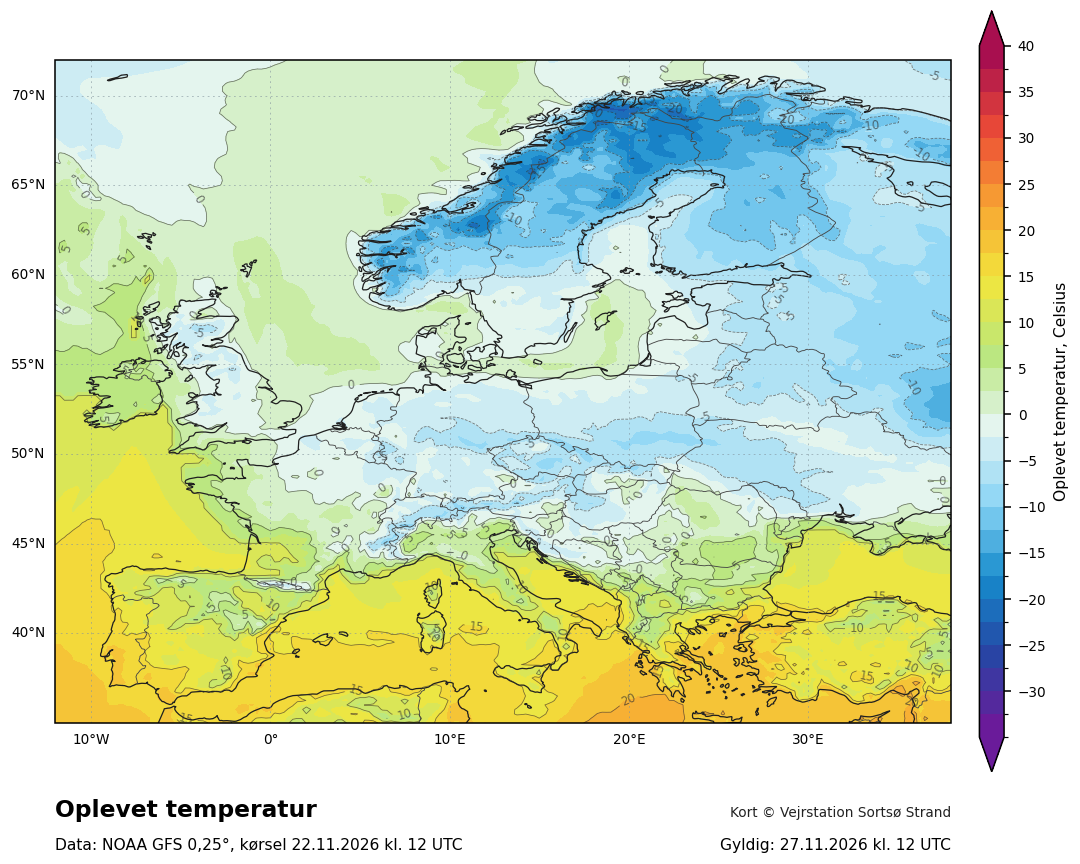 70°N
65°N
60°N
55°N
50°N
45°N
40°N
10°W 0° 10°E 20°E 30°E
40
35
30
25
20
15
10
5
0
−5
−10
−15
−20
−25
−30
Oplevet temperatur, Celsius
Oplevet temperatur
Kort © Vejrstation Sortsø Strand
Data: NOAA GFS 0,25°, kørsel 22.11.2026 kl. 12 UTC
Gyldig: 27.11.2026 kl. 12 UTC